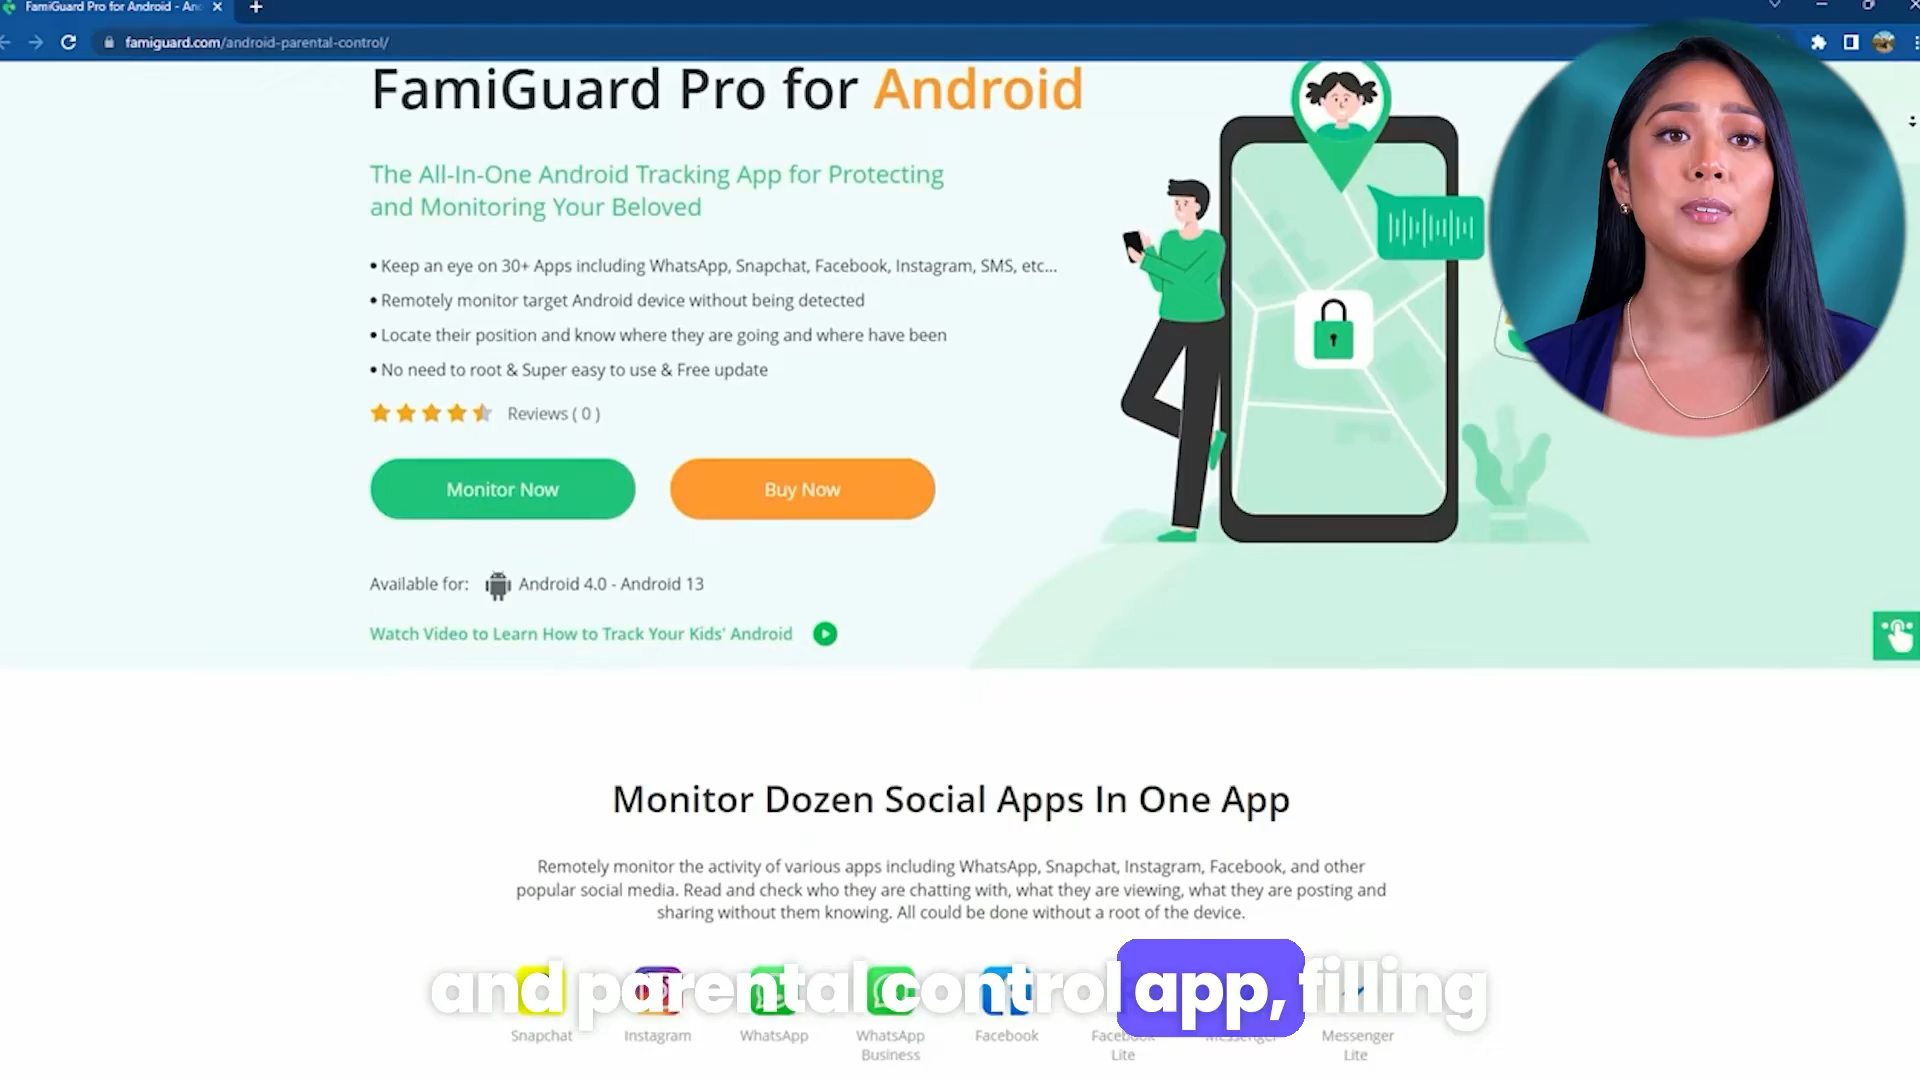 FamiGuard Pro for Android - An
famiguard.com/android-parental-control/
FamiGuard Pro for Android
The All-In-One Android Tracking App for Protecting
and Monitoring Your Beloved
• Keep an eye on 30+ Apps including WhatsApp, Snapchat, Facebook, Instagram, SMS, etc...
• Remotely monitor target Android device without being detected
• Locate their position and know where they are going and where have been
• No need to root & Super easy to use & Free update
Reviews ( 0 )
Monitor Now
Buy Now
Available for: Android 4.0 - Android 13
Watch Video to Learn How to Track Your Kids' Android
Monitor Dozen Social Apps In One App
Remotely monitor the activity of various apps including WhatsApp, Snapchat, Instagram, Facebook, and other
popular social media. Read and check who they are chatting with, what they are viewing, what they are posting and
sharing without them knowing. All could be done without a root of the device.
and parental control app, filling
Snapchat
Instagram
WhatsApp
WhatsApp
Business
Facebook
Facebook
Lite
Messenger
Messenger
Lite